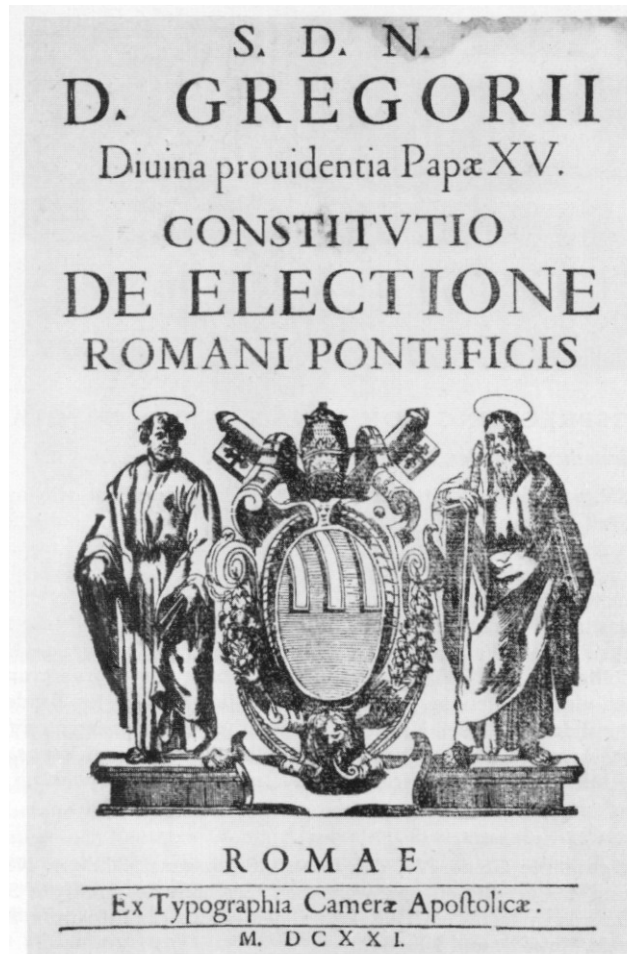 S. D. N.
D. GREGORII
Diuina prouidentia Papæ XV.
CONSTITVTIO
DE ELECTIONE
ROMANI PONTIFICIS
ROMAE
Ex Typographia Cameræ Apoſtolicæ.
M. DCXXI.